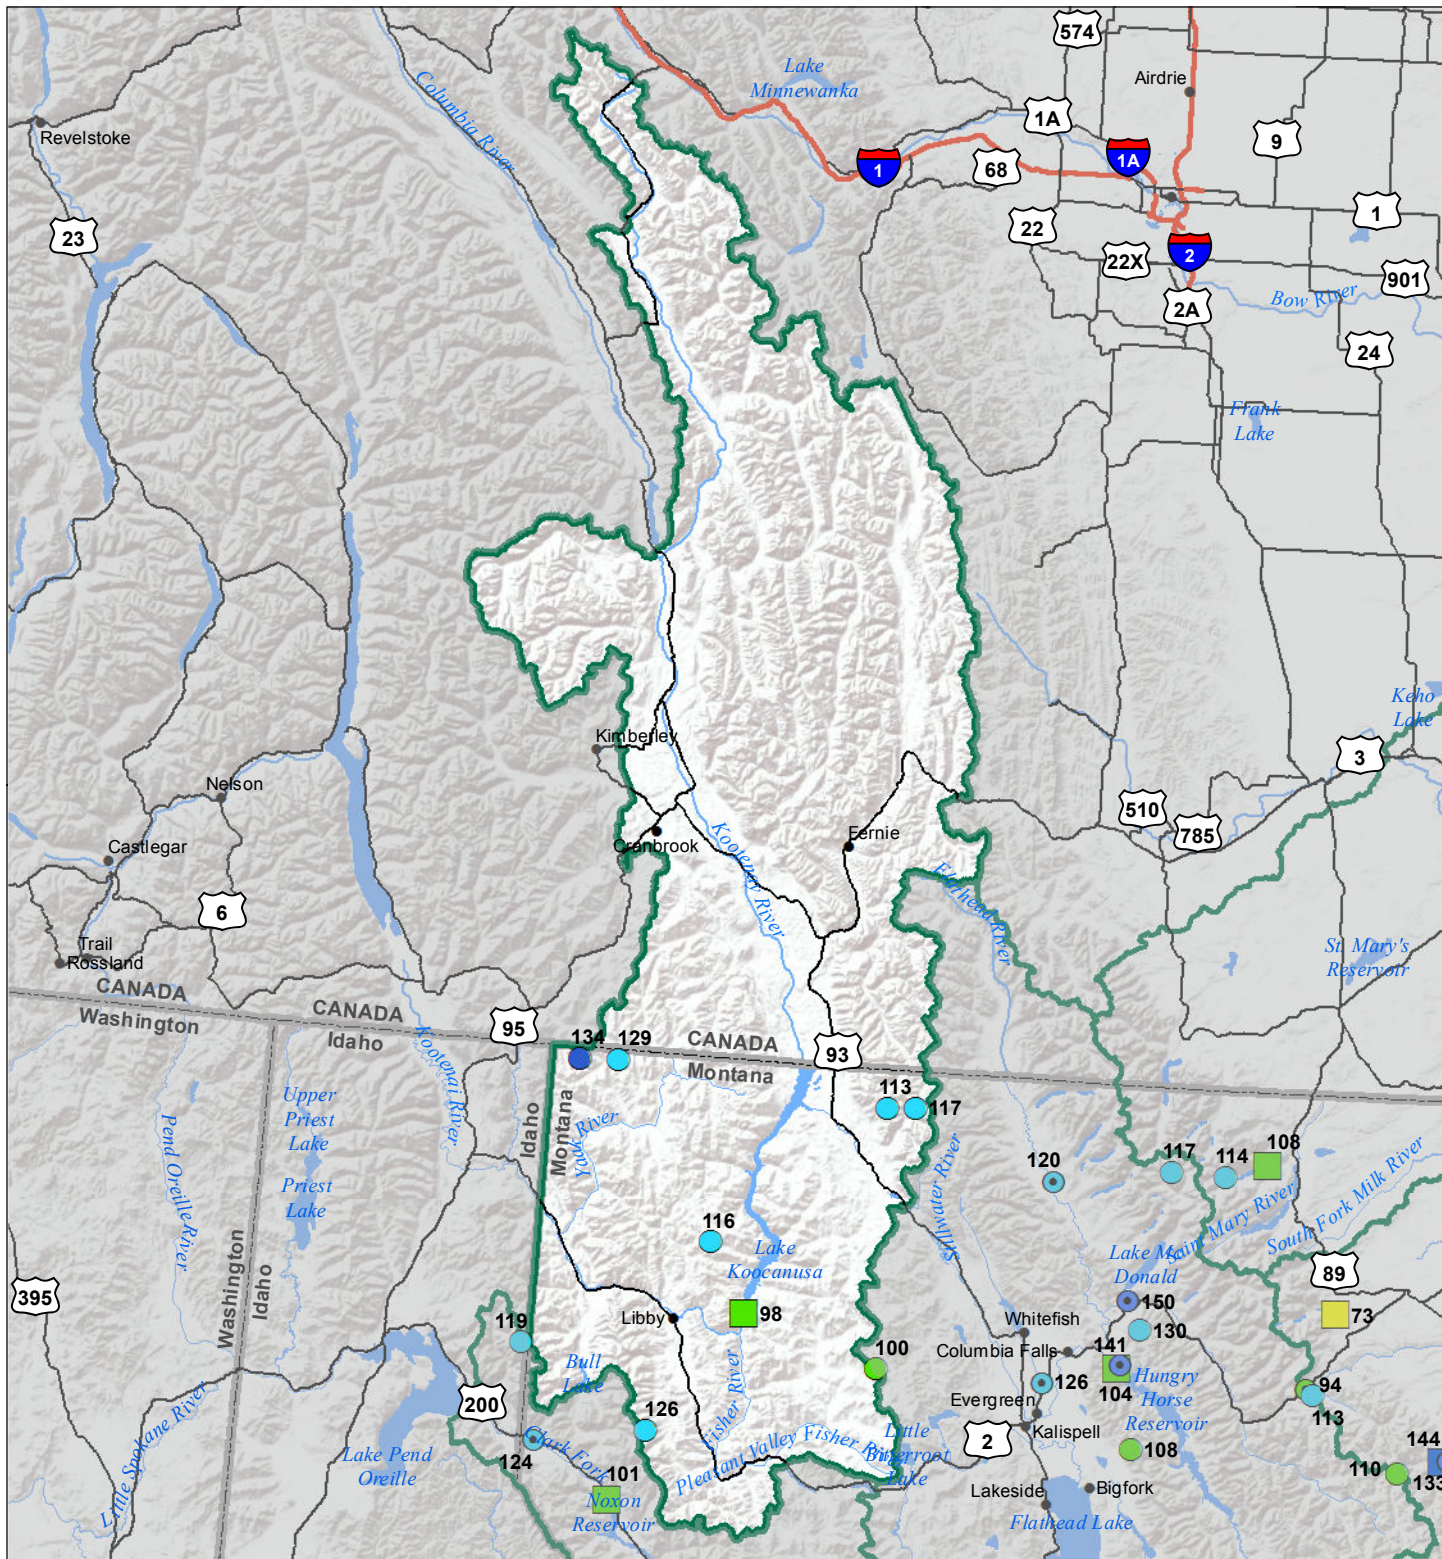 574
Lake
Minnewanka
Airdrie
Columbia River
1A
Revelstoke
9
1A
68
1
1
22
23
2
22X
901
2A
Bow River
24
Frank
Lake
Keho
Lake
Kimberley
3
Nelson
510
785
Kootenay River
Fernie
Cranbrook
Castlegar
Flathead River
6
Trail
Rossland
St. Mary's
Reservoir
CANADA
Washington
CANADA
Idaho
95
Kootenai River
134
129
CANADA
Montana
93
Upper
Priest
Lake
Priest
Lake
Pend Oreille River
Idaho
Montana
Yaak River
113
117
Stillwater River
120
117
114
108
Saint Mary River
South Fork Milk River
116
Lake
Koocanusa
Lake Mc
Donald
89
395
Washington
Idaho
150
73
Libby
98
Whitefish
130
119
Columbia Falls
141
Bull
Lake
100
104
Hungry
Horse
Reservoir
126
94
113
200
Evergreen
Little Spokane River
126
Fisher River
Little
Bitterroot
Lake
Kalispell
2
Clark Fork
Pleasant Valley Fisher River
Lake Pend
Oreille
124
108
144
101
110
133
Noxon
Reservoir
Bigfork
Lakeside
Flathead Lake